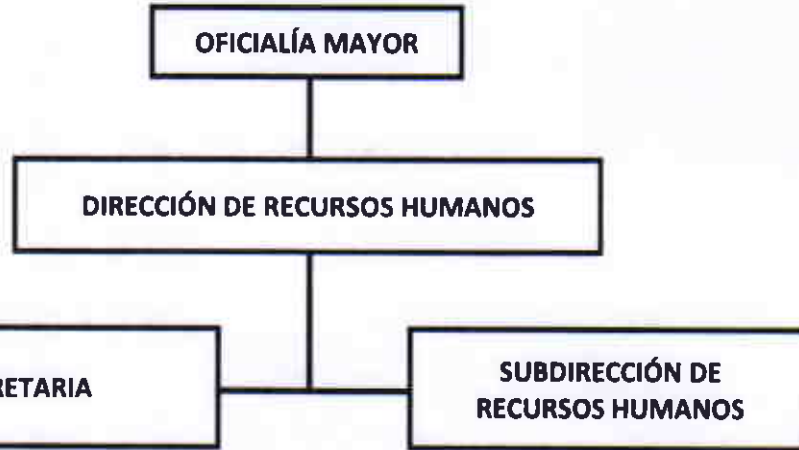 OFICIALÍA MAYOR
DIRECCIÓN DE RECURSOS HUMANOS
RETARIA
SUBDIRECCIÓN DE
RECURSOS HUMANOS